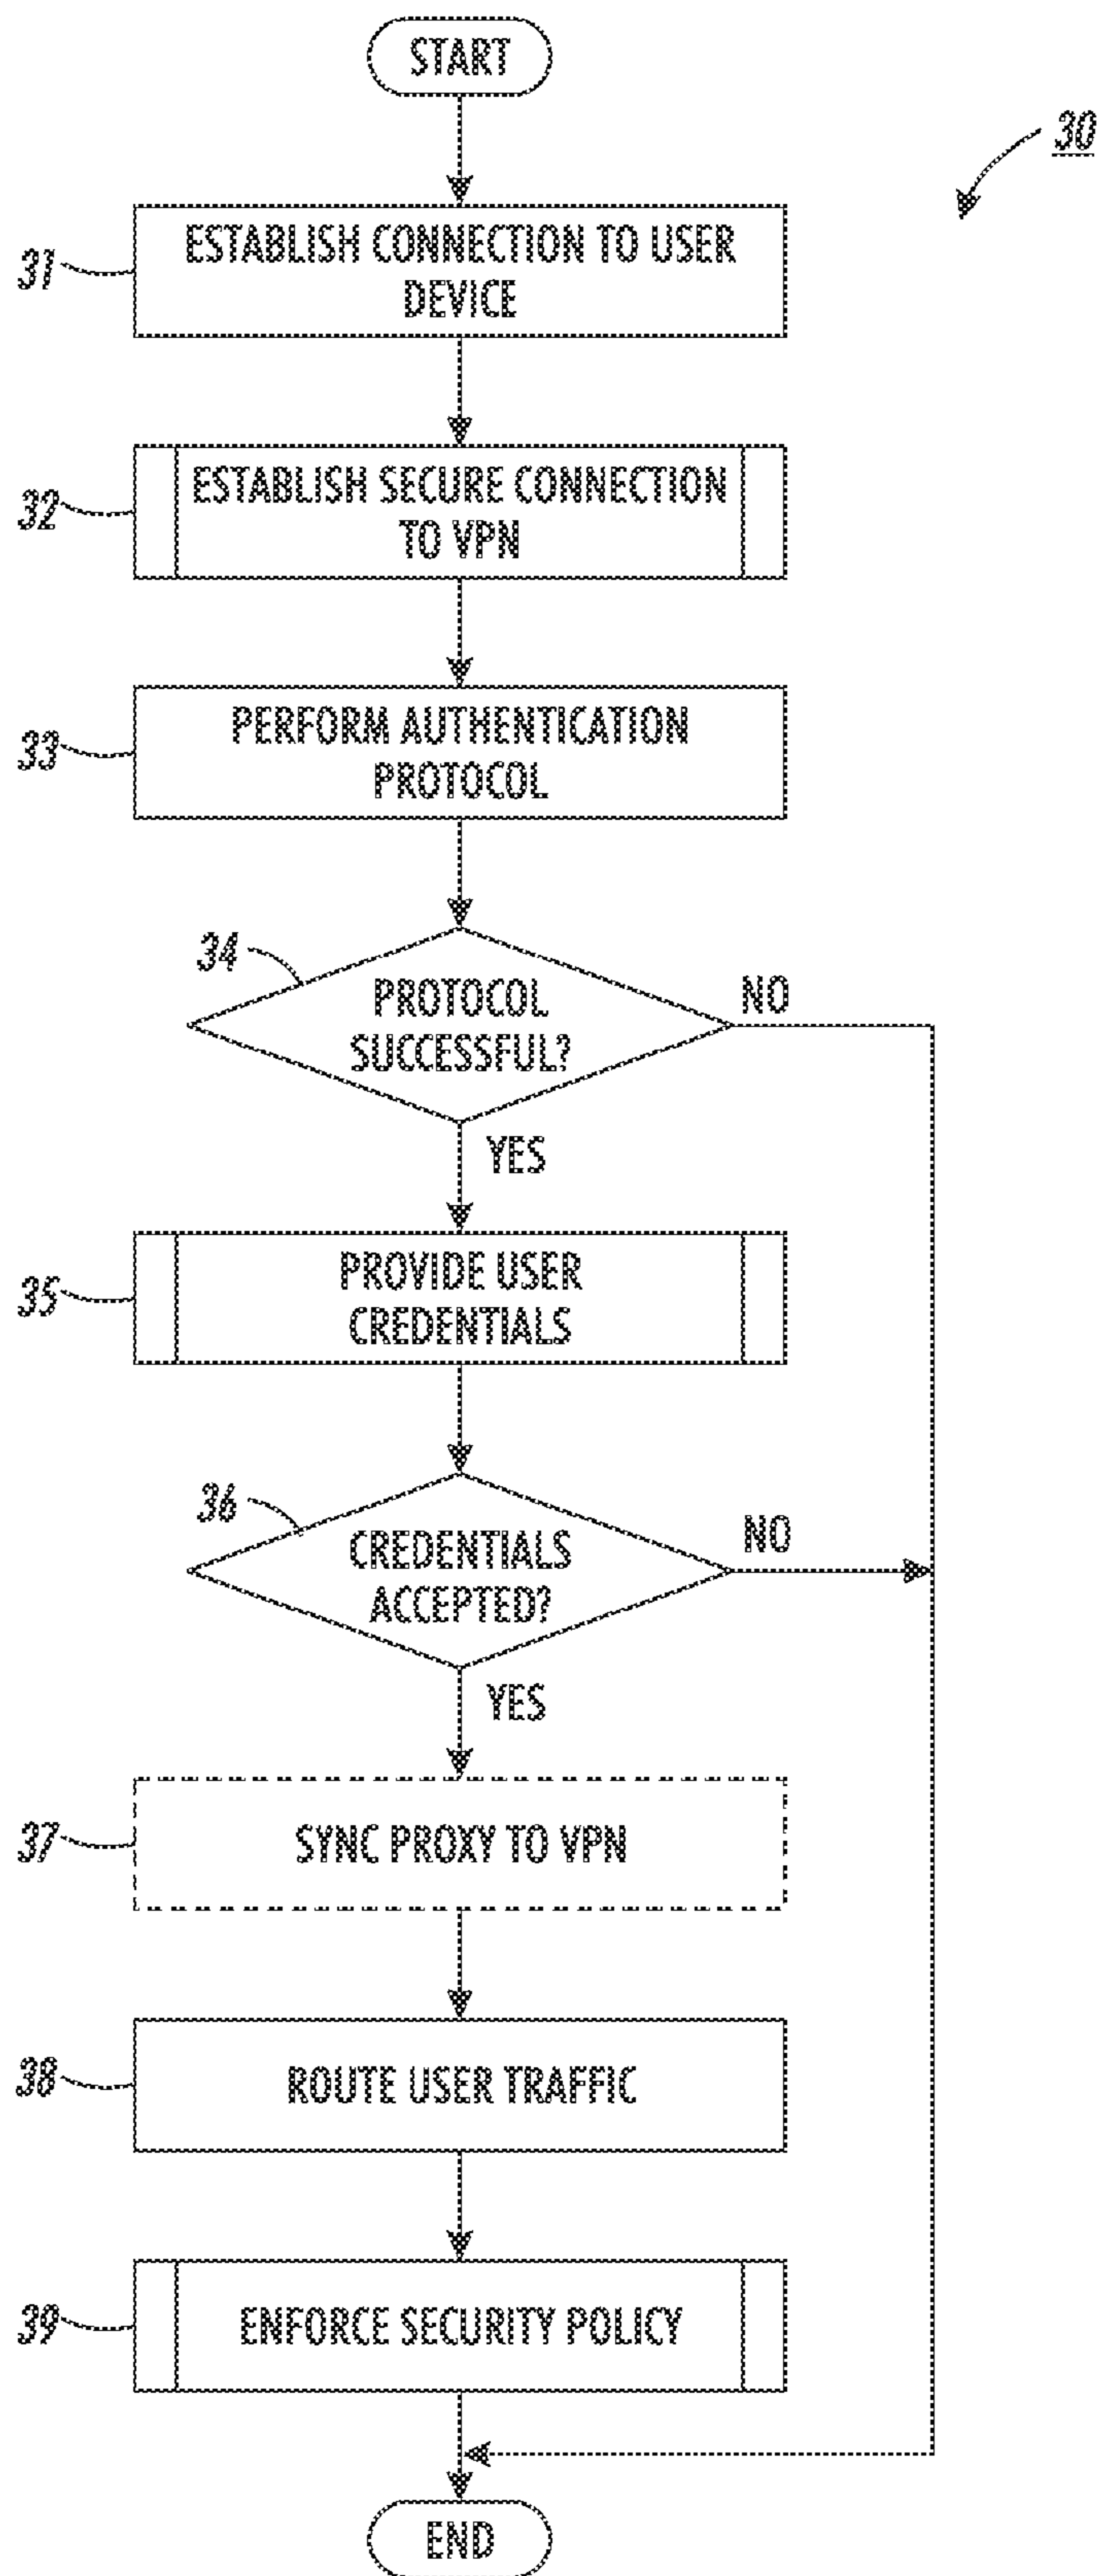 START
30
31
ESTABLISH CONNECTION TO USER
DEVICE
32
ESTABLISH SECURE CONNECTION
TO VPN
33
PERFORM AUTHENTICATION
PROTOCOL
34
PROTOCOL
SUCCESSFUL?
NO
YES
35
PROVIDE USER
CREDENTIALS
36
CREDENTIALS
ACCEPTED?
NO
YES
37
SYNC PROXY TO VPN
38
ROUTE USER TRAFFIC
39
ENFORCE SECURITY POLICY
END